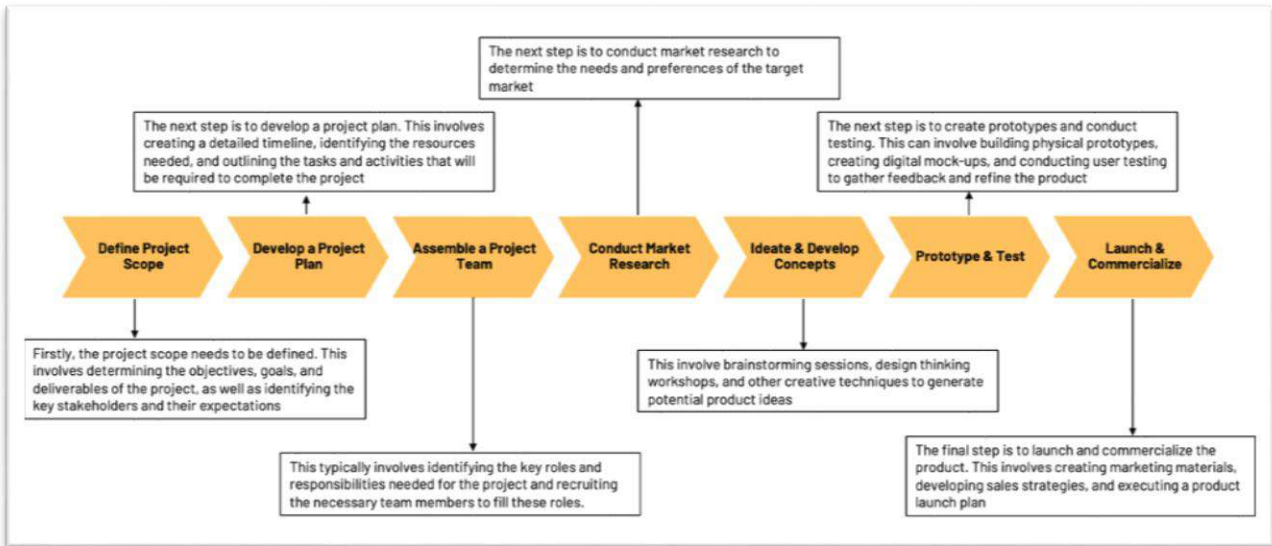 The next step is to conduct market research to
determine the needs and preferences of the target
market
The next step is to develop a project plan. This involves
creating a detailed timeline, identifying the resources
needed, and outlining the tasks and activities that will
be required to complete the project
The next step is to create prototypes and conduct
testing. This can involve building physical prototypes,
creating digital mock-ups, and conducting user testing
to gather feedback and refine the product
Define Project
Scope
Develop a Project
Plan
Assemble a Project
Team
Conduct Market
Research
Ideate & Develop
Concepts
Prototype & Test
Launch &
Commercialize
Firstly, the project scope needs to be defined. This
involves determining the objectives, goals, and
deliverables of the project, as well as identifying the
key stakeholders and their expectations
This involve brainstorming sessions, design thinking
workshops, and other creative techniques to generate
potential product ideas
This typically involves identifying the key roles and
responsibilities needed for the project and recruiting
the necessary team members to fill these roles.
The final step is to launch and commercialize the
product. This involves creating marketing materials,
developing sales strategies, and executing a product
launch plan